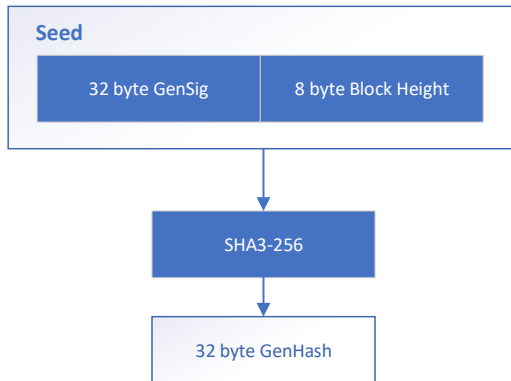 Seed
32 byte GenSig
8 byte Block Height
SHA3-256
32 byte GenHash